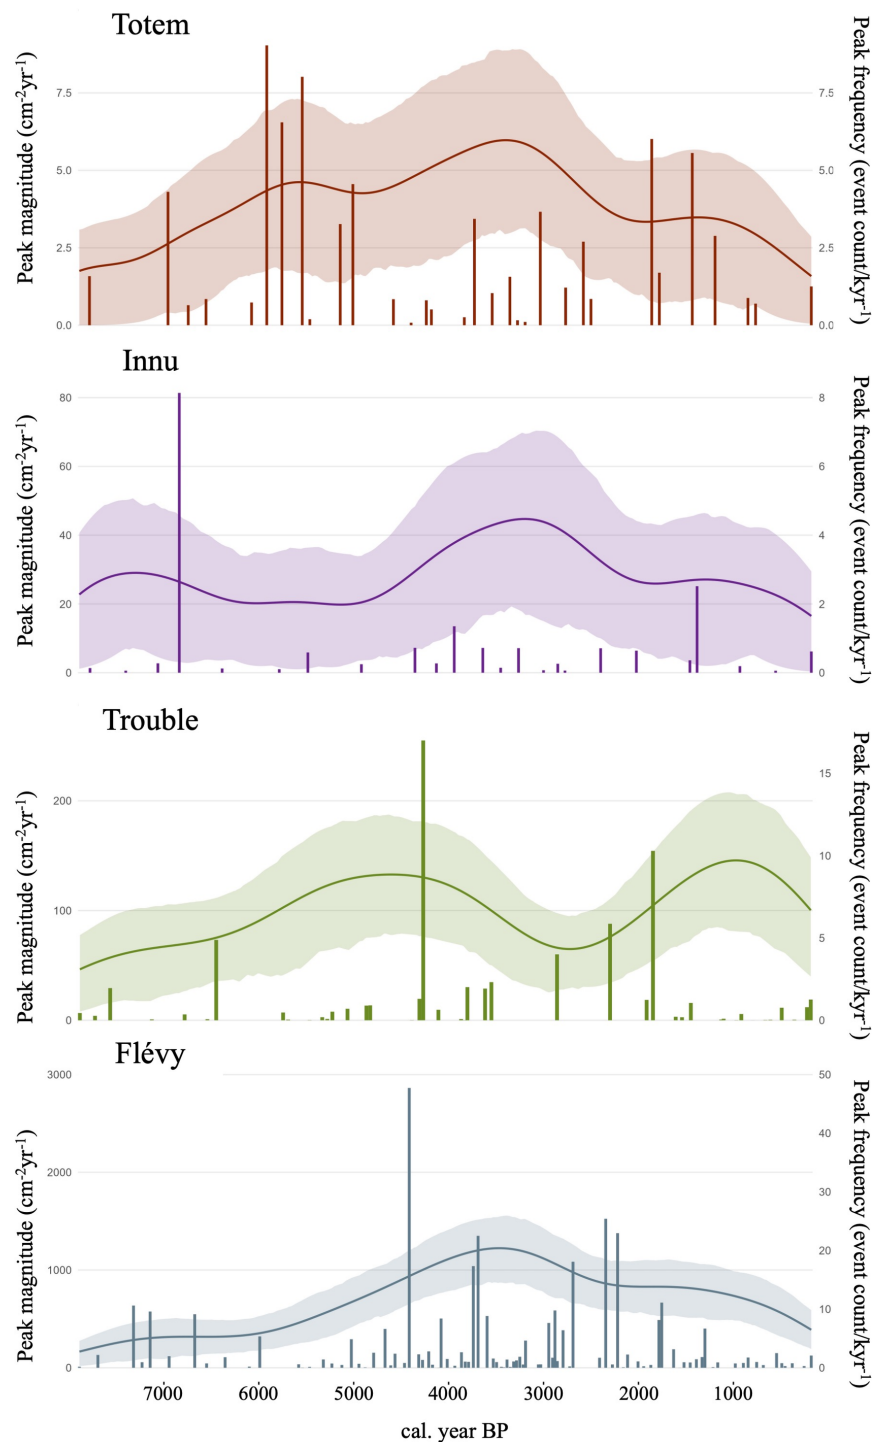 Totem
Peak magnitude (cm-2yr-1)
7.5
5.0
2.5
0.0
7.5
5.0
2.5
0.0
Peak frequency (event count/kyr-1)
Innu
Peak magnitude (cm-2yr-1)
80
60
40
20
0
8
6
4
2
0
Peak frequency (event count/kyr-1)
Trouble
Peak magnitude (cm-2yr-1)
200
100
0
15
10
5
0
Peak frequency (event count/kyr-1)
Flévy
Peak magnitude (cm-2yr-1)
3000
2000
1000
0
50
40
30
20
10
0
Peak frequency (event count/kyr-1)
7000 6000 5000 4000 3000 2000 1000
cal. year BP